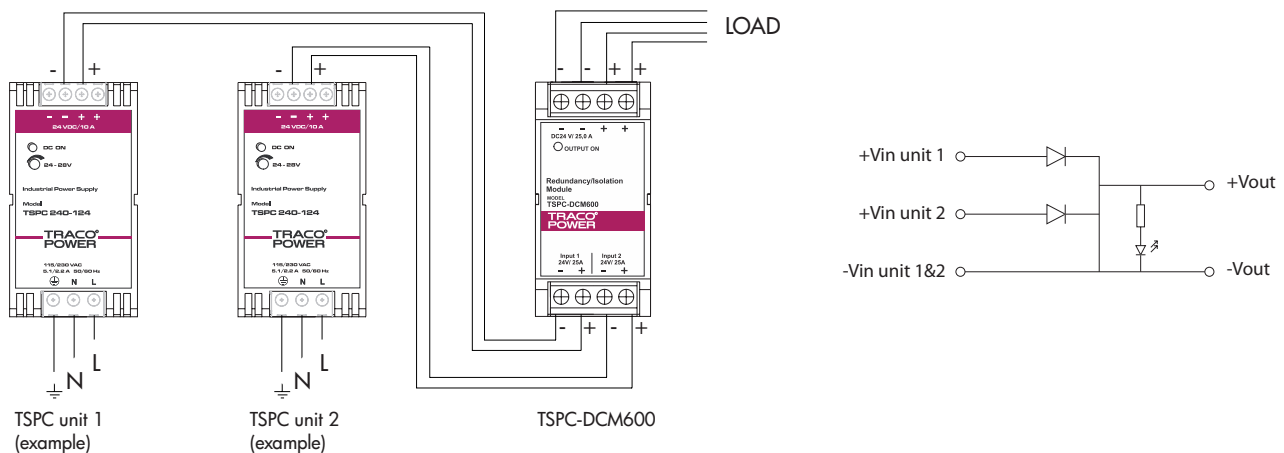 LOAD
- +
- +
- - + +
- - + +
24 VDC/10 A
DC ON
24 - 28V
Industrial Power Supply
Model
TSPC 240-124
TRACO®
POWER
115/230 VAC
5.1/2.2 A 50/60 Hz
N L
L
N
TSPC unit 1
(example)
- - + +
24 VDC/10 A
DC ON
24 - 28V
Industrial Power Supply
Model
TSPC 240-124
TRACO®
POWER
115/230 VAC
5.1/2.2 A 50/60 Hz
N L
L
N
TSPC unit 2
(example)
- - + +
DC24 V/ 25,0 A
OUTPUT ON
Redundancy/Isolation
Module
MODEL
TSPC-DCM600
TRACO®
POWER
Input 1 Input 2
24V/ 25A 24V/ 25A
- + - +
- + - +
TSPC-DCM600
+Vin unit 1
+Vin unit 2
-Vin unit 1&2
+Vout
-Vout